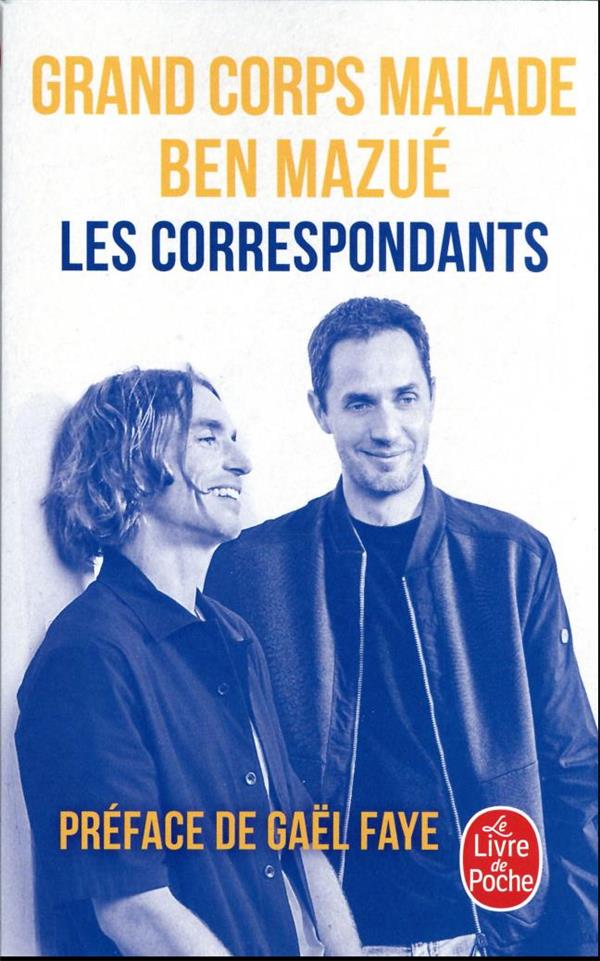 GRAND CORPS MALADE
BEN MAZUÉ
LES CORRESPONDANTS
PRÉFACE DE GAËL FAYE
Le
Livre
de
Poche